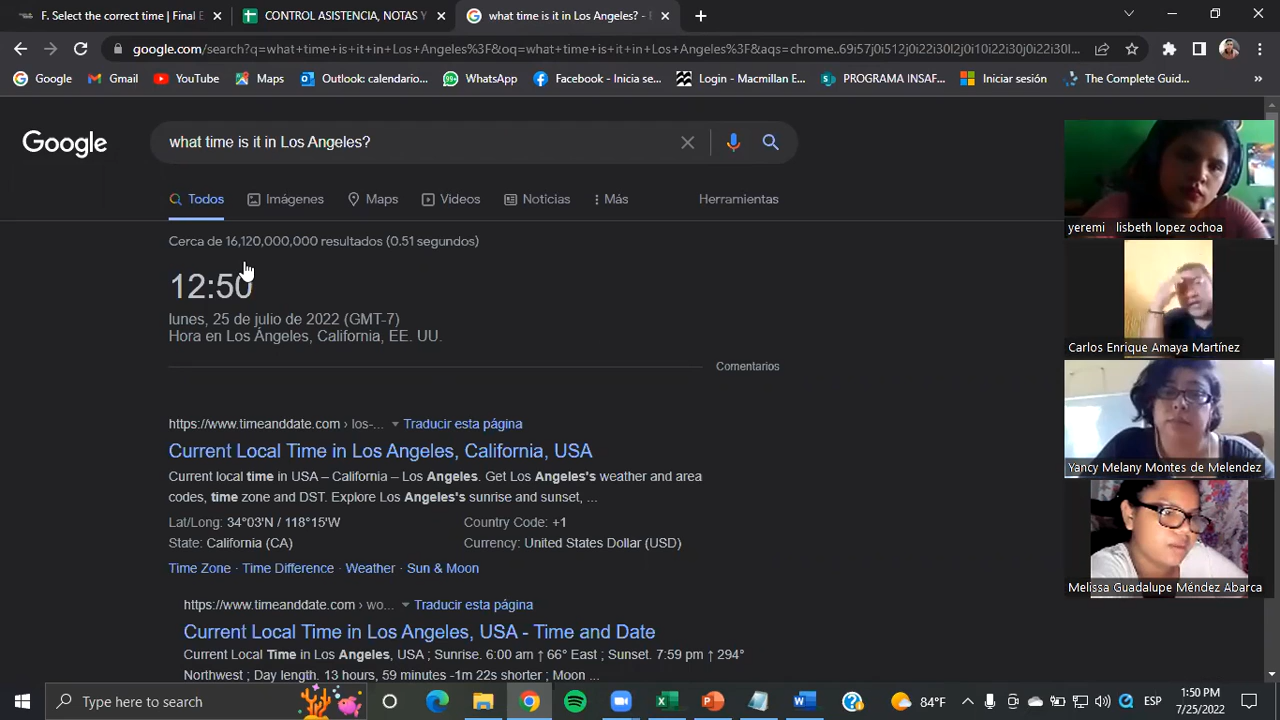 F. Select the correct time | Final E
CONTROL ASISTENCIA, NOTAS Y
what time is it in Los Angeles? -
google.com/search?q=what+time+is+it+in+Los+Angeles%3F&oq=what+time+is+it+in+Los+Angeles%3F&aqs=chrome..69i57j0i512j0i22i30l2j0i10i22i30j0i22i30l...
Google
Gmail
YouTube
Maps
Outlook: calendario...
WhatsApp
Facebook - Inicia se...
Login - Macmillan E...
PROGRAMA INSAF...
Iniciar sesión
The Complete Guid...
Google
what time is it in Los Angeles?
Todos
Imágenes
Maps
Videos
Noticias
Más
Herramientas
Cerca de 16,120,000,000 resultados (0.51 segundos)
12:50
lunes, 25 de julio de 2022 (GMT-7)
Hora en Los Ángeles, California, EE. UU.
Comentarios
https://www.timeanddate.com › los-... Traducir esta página
Current Local Time in Los Angeles, California, USA
Current local time in USA – California – Los Angeles. Get Los Angeles's weather and area
codes, time zone and DST. Explore Los Angeles's sunrise and sunset, ...
Lat/Long: 34°03'N / 118°15'W
Country Code: +1
State: California (CA)
Currency: United States Dollar (USD)
Time Zone · Time Difference · Weather · Sun & Moon
https://www.timeanddate.com › wo... Traducir esta página
Current Local Time in Los Angeles, USA - Time and Date
Current Local Time in Los Angeles, USA ; Sunrise. 6:00 am ↑ 66° East ; Sunset. 7:59 pm ↑ 294°
Northwest ; Day length. 13 hours, 59 minutes -1m 22s shorter ; Moon ...
yeremi lisbeth lopez ochoa
Carlos Enrique Amaya Martínez
Yancy Melany Montes de Melendez
Melissa Guadalupe Méndez Abarca
Type here to search
84°F
ESP
1:50 PM
7/25/2022